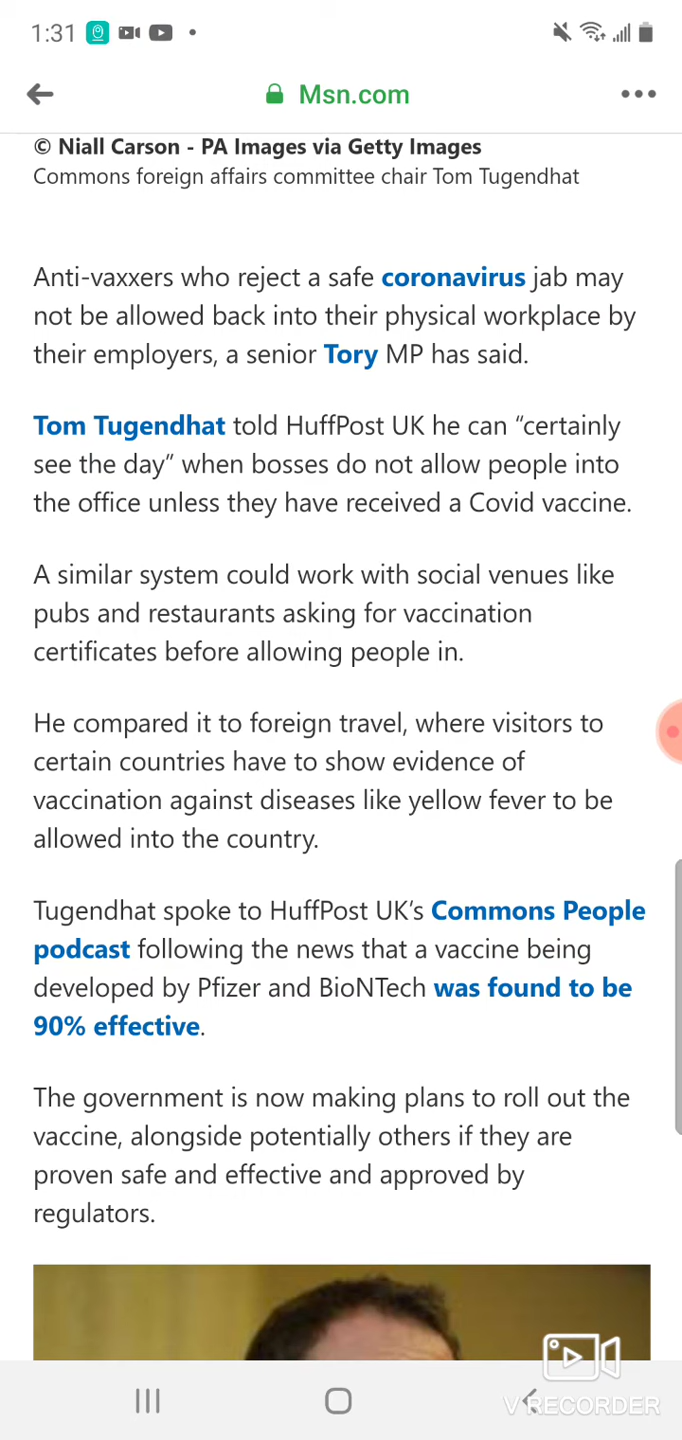 1:31
Msn.com
© Niall Carson - PA Images via Getty Images
Commons foreign affairs committee chair Tom Tugendhat
Anti-vaxxers who reject a safe coronavirus jab may
not be allowed back into their physical workplace by
their employers, a senior Tory MP has said.
Tom Tugendhat told HuffPost UK he can “certainly
see the day” when bosses do not allow people into
the office unless they have received a Covid vaccine.
A similar system could work with social venues like
pubs and restaurants asking for vaccination
certificates before allowing people in.
He compared it to foreign travel, where visitors to
certain countries have to show evidence of
vaccination against diseases like yellow fever to be
allowed into the country.
Tugendhat spoke to HuffPost UK’s Commons People
podcast following the news that a vaccine being
developed by Pfizer and BioNTech was found to be
90% effective.
The government is now making plans to roll out the
vaccine, alongside potentially others if they are
proven safe and effective and approved by
regulators.
V RECORDER